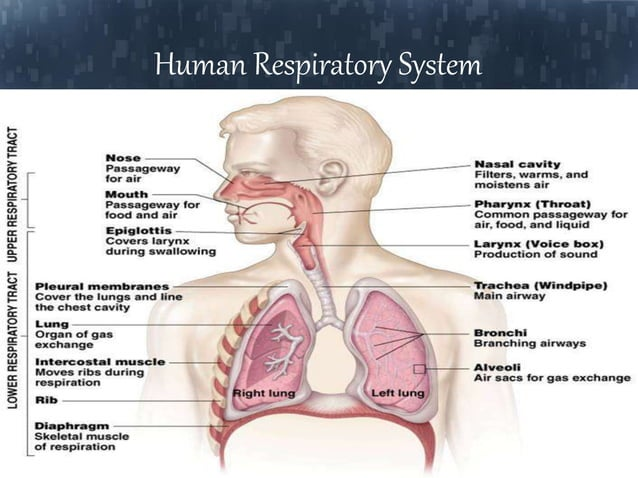 Human Respiratory System
UPPER RESPIRATORY TRACT
LOWER RESPIRATORY TRACT
Nose
Passageway
for air
Mouth
Passageway for
food and air
Epiglottis
Covers larynx
during swallowing
Pleural membranes
Cover the lungs and line
the chest cavity
Lung
Organ of gas
exchange
Intercostal muscle
Moves ribs during
respiration
Rib
Diaphragm
Skeletal muscle
of respiration
Right lung
Left lung
Nasal cavity
Filters, warms, and
moistens air
Pharynx (Throat)
Common passageway for
air, food, and liquid
Larynx (Voice box)
Production of sound
Trachea (Windpipe)
Main airway
Bronchi
Branching airways
Alveoli
Air sacs for gas exchange